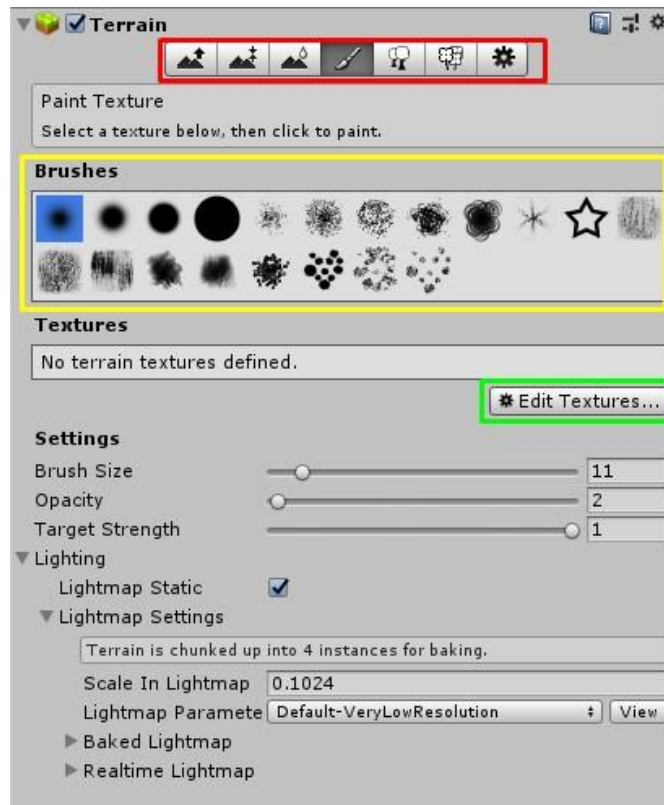 Terrain
Paint Texture
Select a texture below, then click to paint.
Brushes
Textures
No terrain textures defined.
Edit Textures...
Settings
Brush Size 11
Opacity 2
Target Strength 1
Lighting
Lightmap Static
Lightmap Settings
Terrain is chunked up into 4 instances for baking.
Scale In Lightmap 0.1024
Lightmap Paramete Default-VeryLowResolution View
Baked Lightmap
Realtime Lightmap